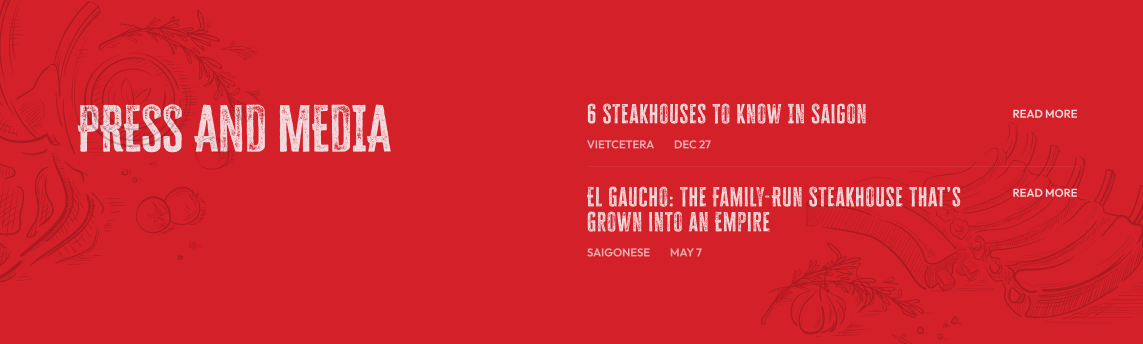 PRESS AND MEDIA
6 STEAKHOUSES TO KNOW IN SAIGON
READ MORE
VIETCETERA DEC 27
EL GAUCHO: THE FAMILY-RUN STEAKHOUSE THAT'S
GROWN INTO AN EMPIRE
READ MORE
SAIGONESE MAY 7